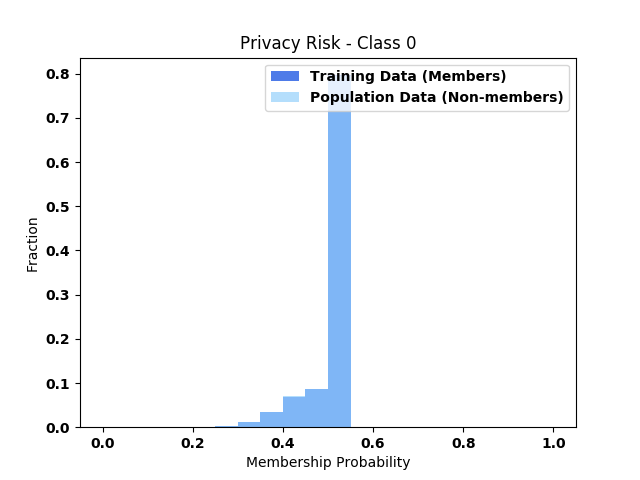 Privacy Risk - Class 0
Training Data (Members)
Population Data (Non-members)
0.8
0.7
0.6
0.5
0.4
0.3
0.2
0.1
0.0
Fraction
0.0 0.2 0.4 0.6 0.8 1.0
Membership Probability